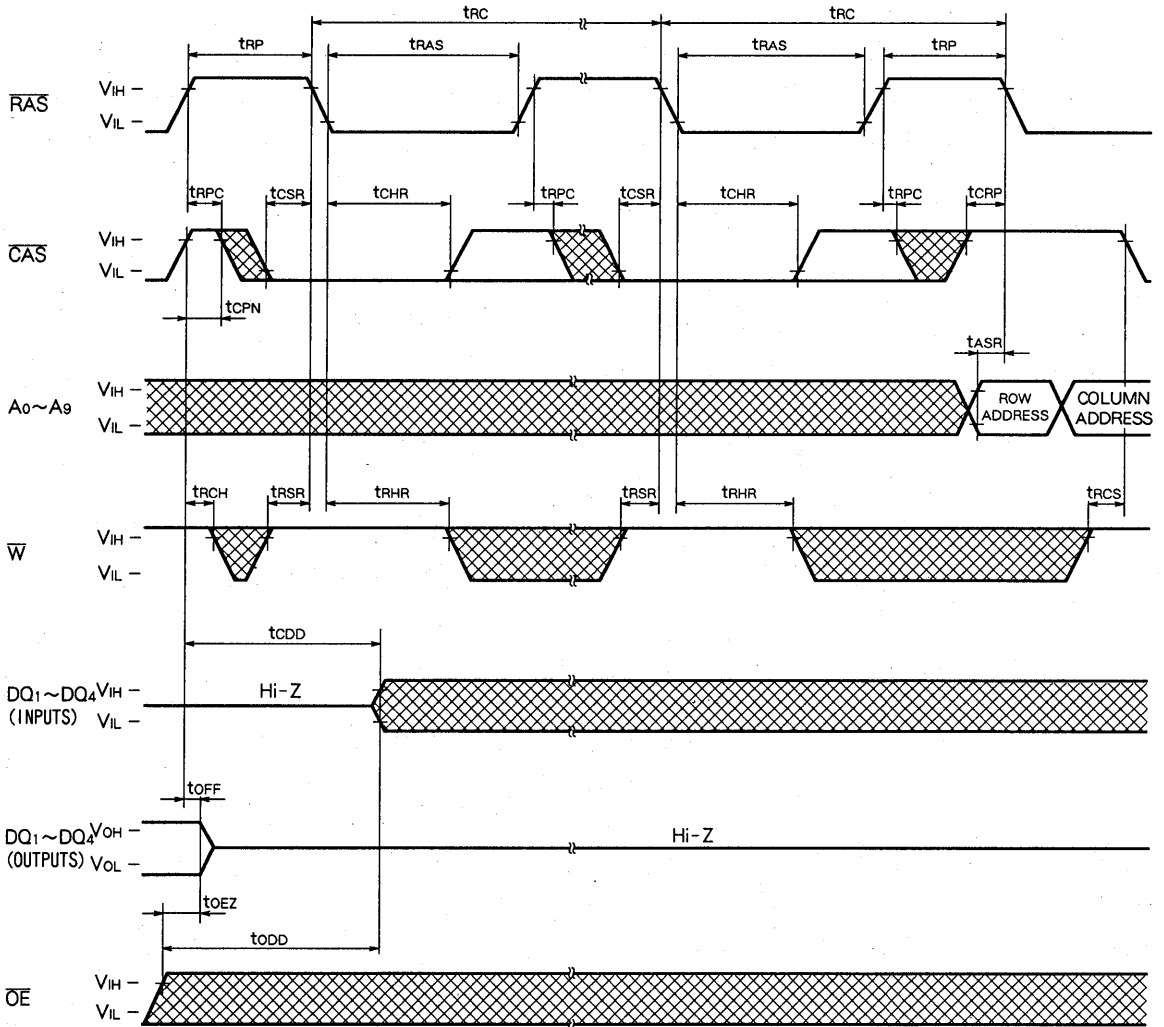 tRC tRC
tRP tRAS tRAS tRP
RAS VIH
VIL
tRPC tCSR tCHR tRPC tCSR tCHR tRPC tCRP
CAS VIH
VIL
tCPN
tASR
A0~A9 VIH
VIL
ROW ADDRESS
COLUMN ADDRESS
tRCH tRSR tRHR tRSR tRHR tRCS
W VIH
VIL
tCDD
DQ1~DQ4 (INPUTS) VIH
VIL
Hi-Z
tOFF
DQ1~DQ4 (OUTPUTS) VOH
VOL
Hi-Z
tOEZ
tODD
OE VIH
VIL